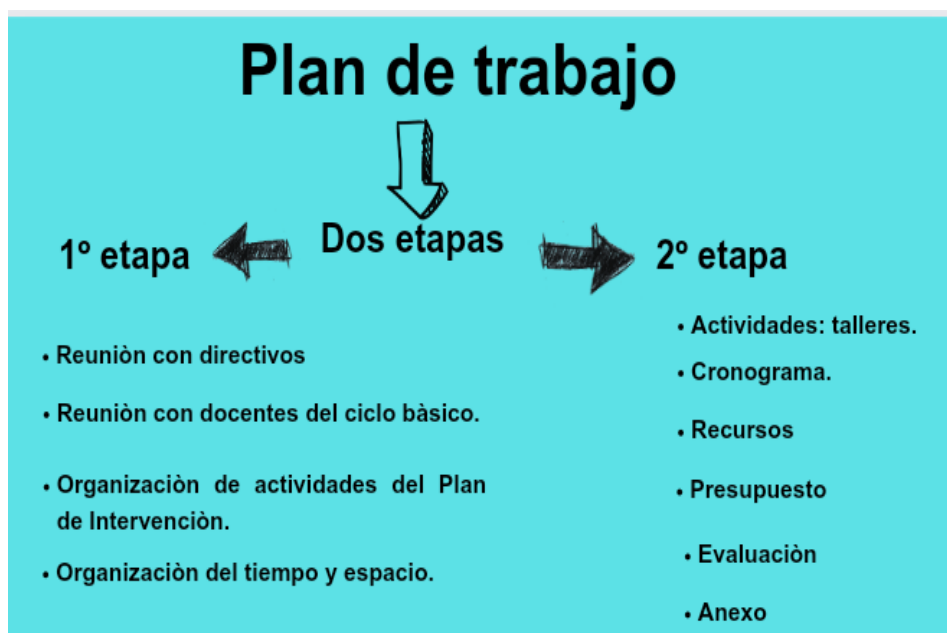 Plan de trabajo
Dos etapas
1º etapa
• Reuniòn con directivos
• Reuniòn con docentes del ciclo bàsico.
• Organizaciòn de actividades del Plan
de Intervenciòn.
• Organizaciòn del tiempo y espacio.
2º etapa
• Actividades: talleres.
• Cronograma.
• Recursos
• Presupuesto
• Evaluaciòn
• Anexo